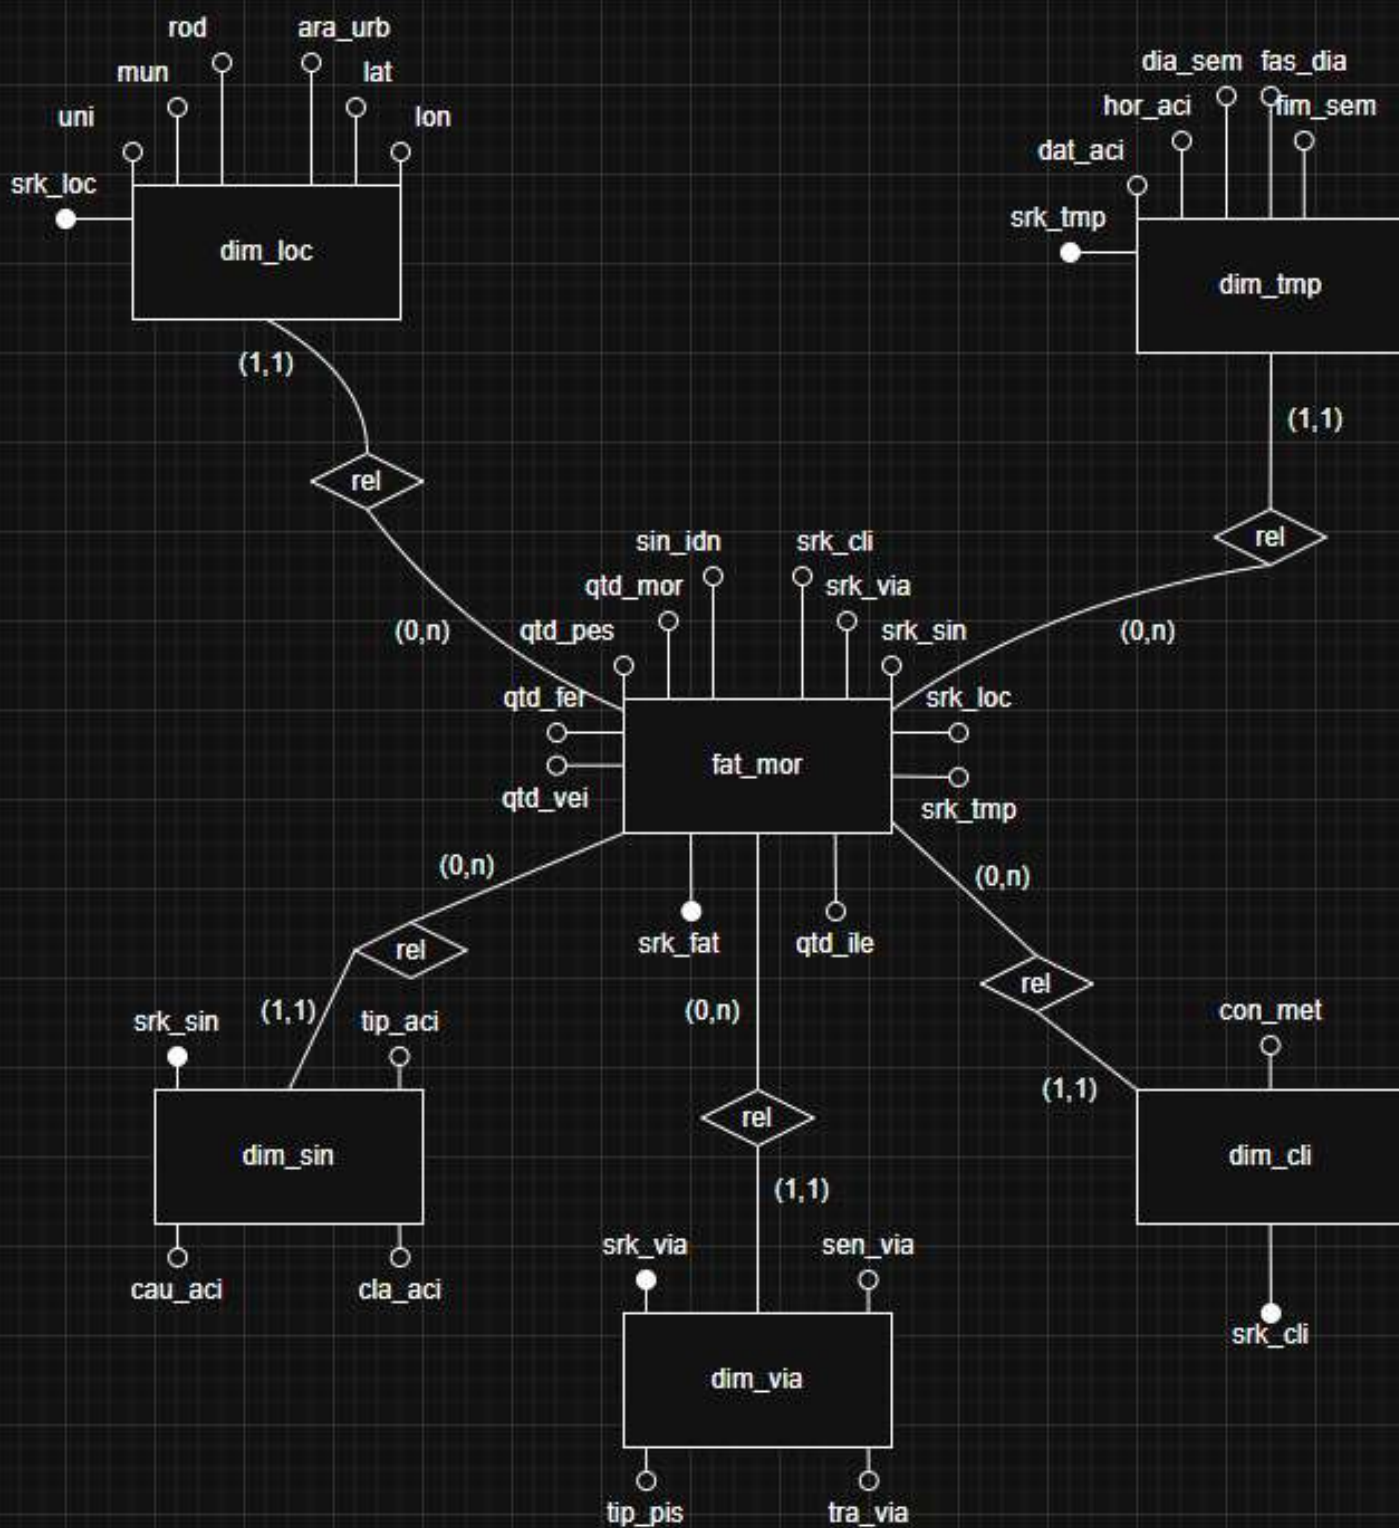 rod
ara_urb
mun
lat
uni
lon
srk_loc
dim_loc
dia_sem
fas_dia
hor_aci
fim_sem
dat_aci
srk_tmp
dim_tmp
(1,1)
(1,1)
rel
rel
(0,n)
(0,n)
sin_idn
srk_cli
qtd_mor
srk_via
qtd_pes
srk_sin
qtd_fer
srk_loc
fat_mor
qtd_vei
srk_tmp
(0,n)
(0,n)
srk_fat
qtd_ile
rel
rel
(0,n)
srk_sin
(1,1)
tip_aci
con_met
(1,1)
rel
dim_sin
dim_cli
(1,1)
cau_aci
cla_aci
srk_via
sen_via
srk_cli
dim_via
tip_pis
tra_via